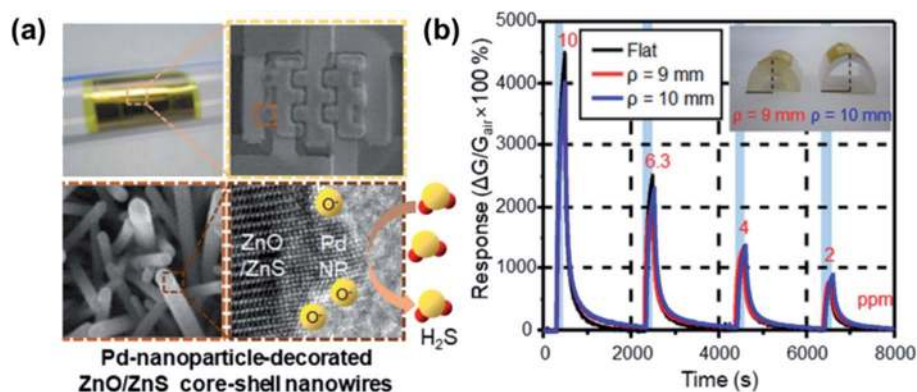 (a)
ZnO
/ZnS
Pd
NP
O-
O-
O-
H₂S
Pd-nanoparticle-decorated
ZnO/ZnS core-shell nanowires
(b)
Response (ΔG/Gair×100 %)
5000
4000
3000
2000
1000
0
10
6.3
4
2
ppm
Flat
ρ = 9 mm
ρ = 10 mm
ρ = 9 mm ρ = 10 mm
0 2000 4000 6000 8000
Time (s)